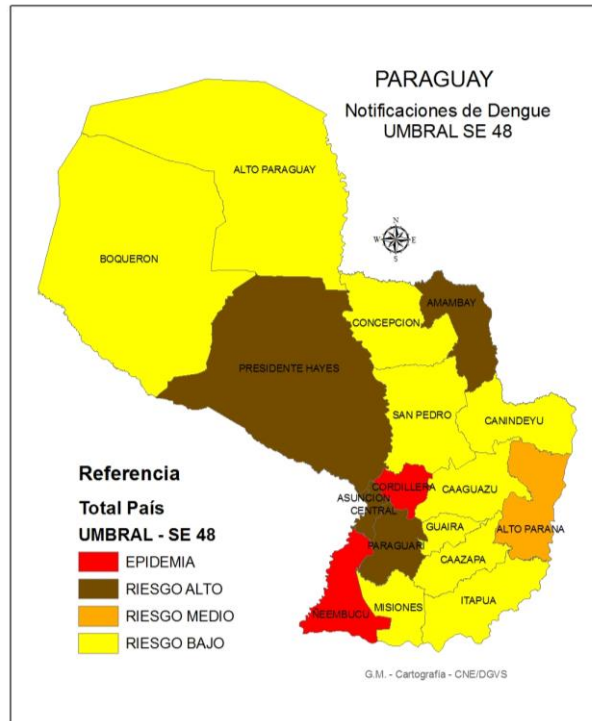 PARAGUAY
Notificaciones de Dengue
UMBRAL SE 48
ALTO PARAGUAY
N
W E
S
BOQUERON
AMAMBAY
CONCEPCION
PRESIDENTE HAYES
SAN PEDRO
CANINDEYU
CORDILLERA
CAAGUAZU
ASUNCION
CENTRAL
GUAIRA
ALTO PARANA
PARAGUARI
CAAZAPA
ÑEEMBUCU
MISIONES
ITAPUA
Referencia
Total País
UMBRAL - SE 48
EPIDEMIA
RIESGO ALTO
RIESGO MEDIO
RIESGO BAJO
G.M. - Cartografía - CNE/DGVS